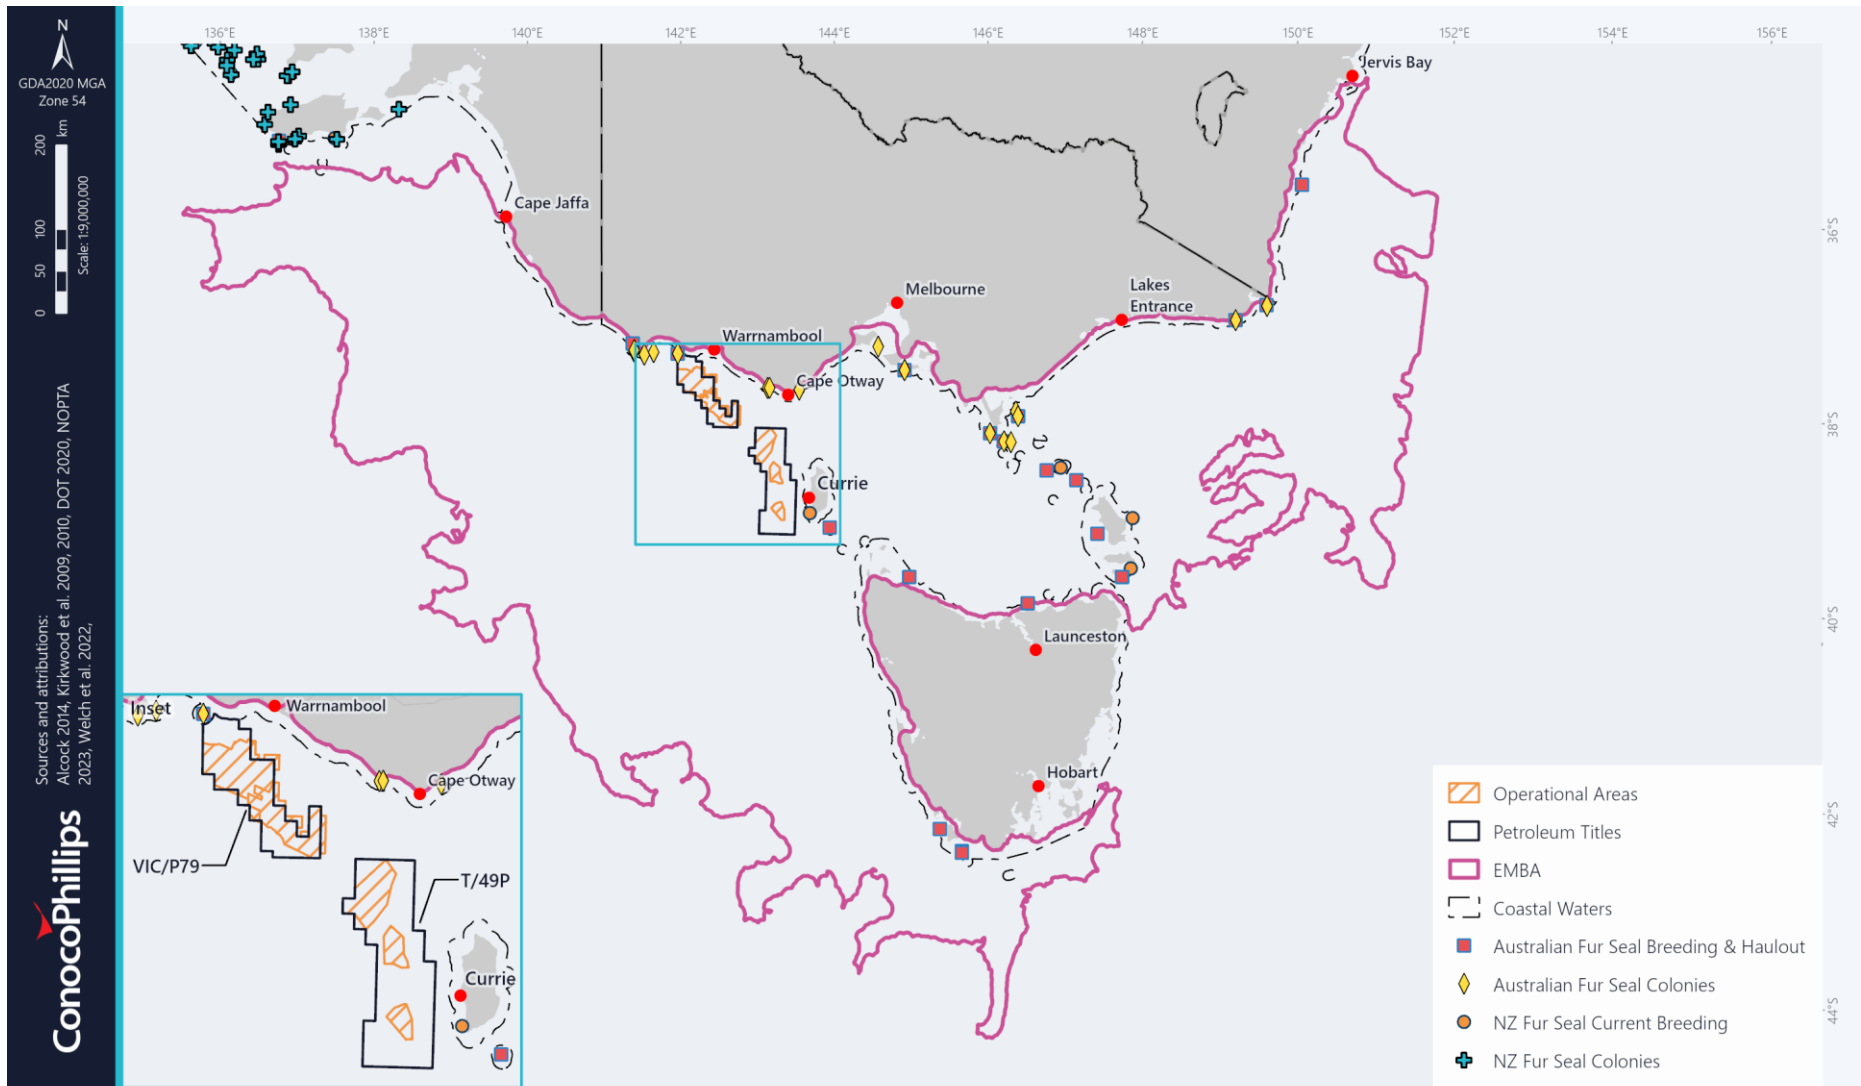 N
GDA2020 MGA
Zone 54
0 50 100 200 km
Scale: 1:9,000,000
Sources and attributions:
Alcock 2014, Kirkwood et al. 2009, 2010, DOT 2020, NOPTA
2023, Welch et al. 2022,
ConocoPhillips
136°E 138°E 140°E 142°E 144°E 146°E 148°E 150°E 152°E 154°E 156°E
36°S
38°S
40°S
42°S
44°S
Jervis Bay
Cape Jaffa
Melbourne
Lakes
Entrance
Warrnambool
Cape Otway
Currie
Launceston
Hobart
Inset
Warrnambool
Cape Otway
VIC/P79
T/49P
Currie
Operational Areas
Petroleum Titles
EMBA
Coastal Waters
Australian Fur Seal Breeding & Haulout
Australian Fur Seal Colonies
NZ Fur Seal Current Breeding
NZ Fur Seal Colonies